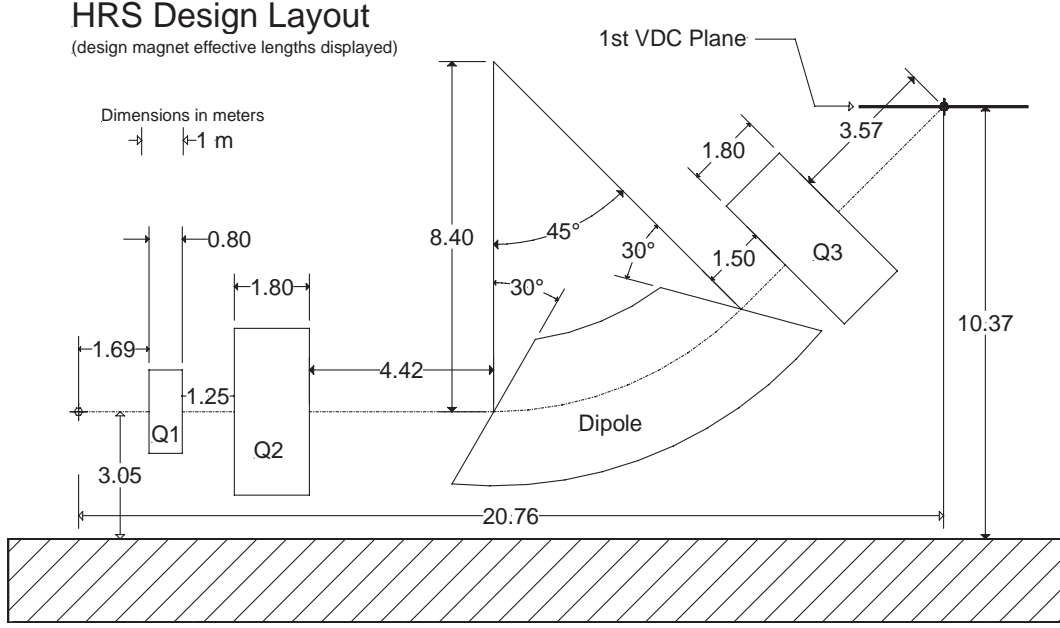 HRS Design Layout
(design magnet effective lengths displayed)
1st VDC Plane
Dimensions in meters
1 m
3.57
1.80
8.40
45°
30°
1.50
Q3
0.80
1.80
30°
10.37
1.69
4.42
1.25
Q1
Q2
Dipole
3.05
20.76